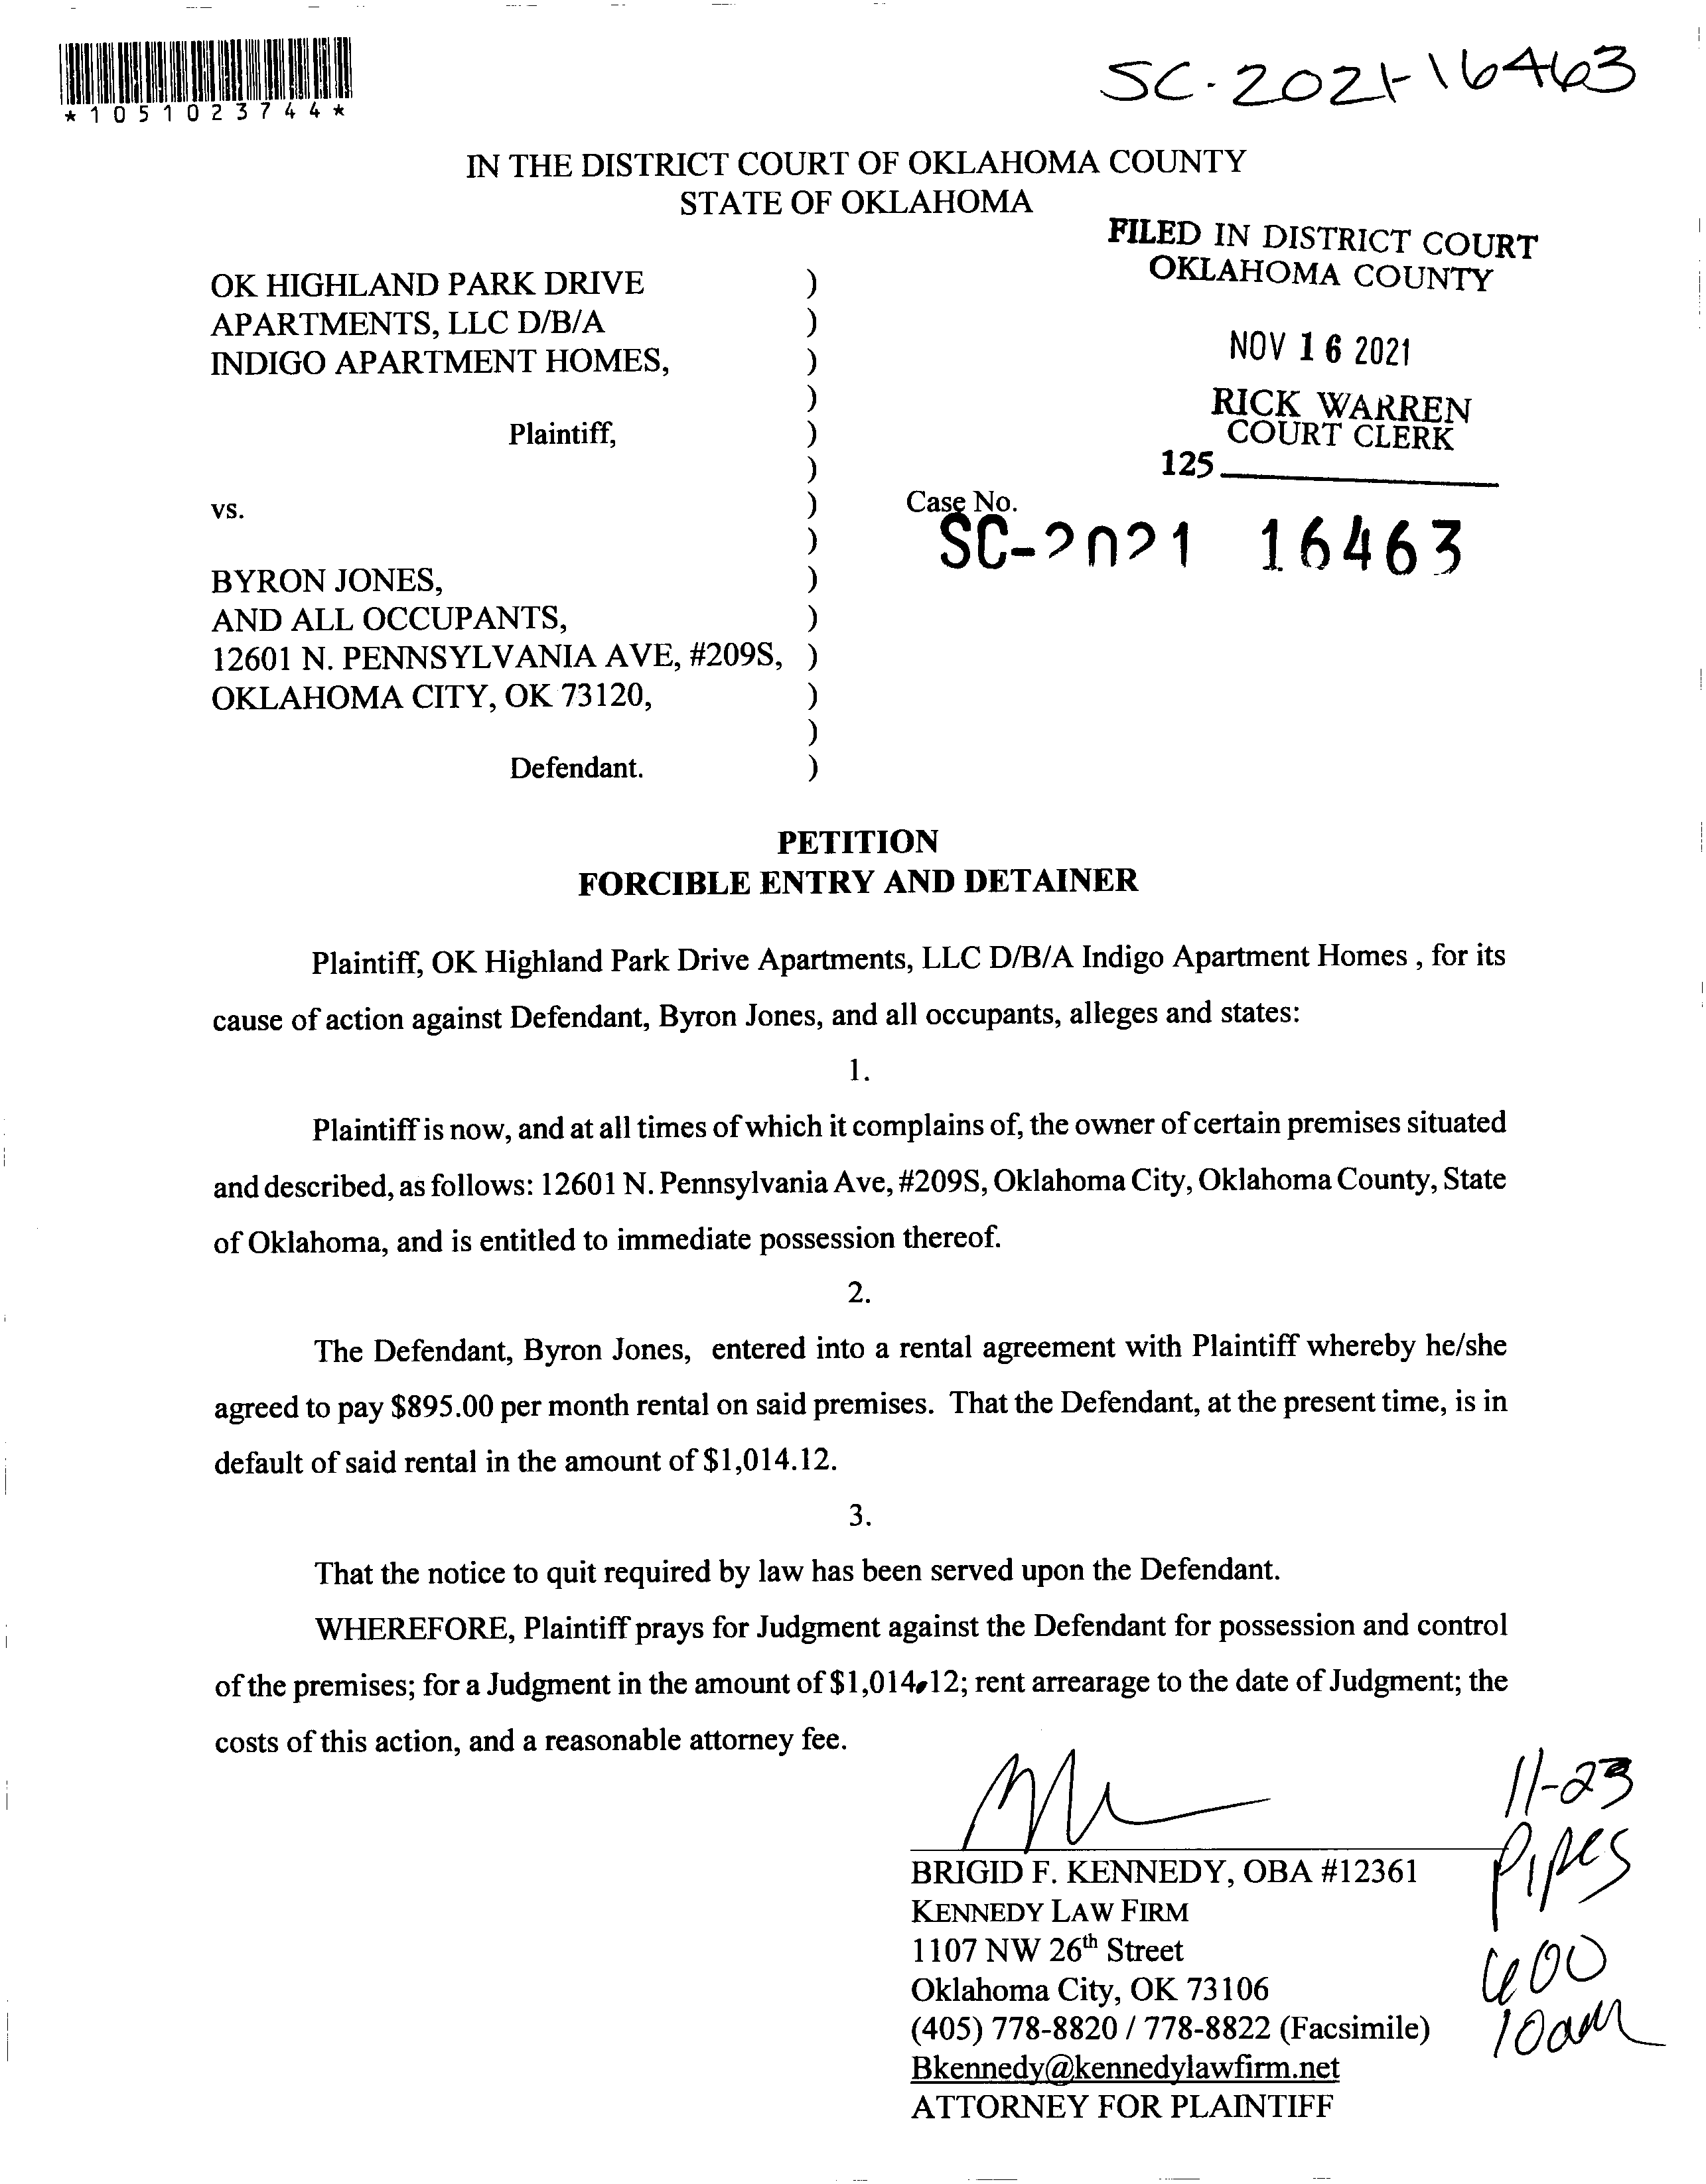 *1051023744*
SC-2021-16463
IN THE DISTRICT COURT OF OKLAHOMA COUNTY
STATE OF OKLAHOMA
FILED IN DISTRICT COURT
OKLAHOMA COUNTY
NOV 16 2021
RICK WARREN
COURT CLERK
125
OK HIGHLAND PARK DRIVE )
APARTMENTS, LLC D/B/A )
INDIGO APARTMENT HOMES, )
)
Plaintiff, )
)
vs. ) Case No.
) SC-2021 16463
BYRON JONES, )
AND ALL OCCUPANTS, )
12601 N. PENNSYLVANIA AVE, #209S, )
OKLAHOMA CITY, OK 73120, )
)
Defendant. )
PETITION
FORCIBLE ENTRY AND DETAINER
Plaintiff, OK Highland Park Drive Apartments, LLC D/B/A Indigo Apartment Homes , for its
cause of action against Defendant, Byron Jones, and all occupants, alleges and states:
1.
Plaintiff is now, and at all times of which it complains of, the owner of certain premises situated
and described, as follows: 12601 N. Pennsylvania Ave, #209S, Oklahoma City, Oklahoma County, State
of Oklahoma, and is entitled to immediate possession thereof.
2.
The Defendant, Byron Jones, entered into a rental agreement with Plaintiff whereby he/she
agreed to pay $895.00 per month rental on said premises. That the Defendant, at the present time, is in
default of said rental in the amount of $1,014.12.
3.
That the notice to quit required by law has been served upon the Defendant.
WHEREFORE, Plaintiff prays for Judgment against the Defendant for possession and control
of the premises; for a Judgment in the amount of $1,014.12; rent arrearage to the date of Judgment; the
costs of this action, and a reasonable attorney fee.
BRIGID F. KENNEDY, OBA #12361
KENNEDY LAW FIRM
1107 NW 26th Street
Oklahoma City, OK 73106
(405) 778-8820 / 778-8822 (Facsimile)
Bkennedy@kennedylawfirm.net
ATTORNEY FOR PLAINTIFF
11-23
Pipes
600
10am